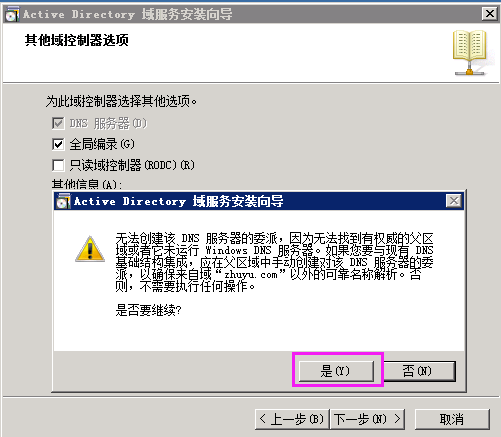 Active Directory 域服务安装向导
其他域控制器选项
为此域控制器选择其他选项。
DNS 服务器(D)
全局编录(G)
只读域控制器(RODC)(R)
其他信息(A):
Active Directory 域服务安装向导
无法创建该 DNS 服务器的委派，因为无法找到有权威的父区
域或者它未运行 Windows DNS 服务器。如果您要与现有 DNS
基础结构集成，应在父区域中手动创建对该 DNS 服务器的委
派，以确保来自域“zhuyu.com”以外的可靠名称解析。否
则，不需要执行任何操作。
是否要继续?
是(Y)
否(N)
< 上一步(B)
下一步(N) >
取消